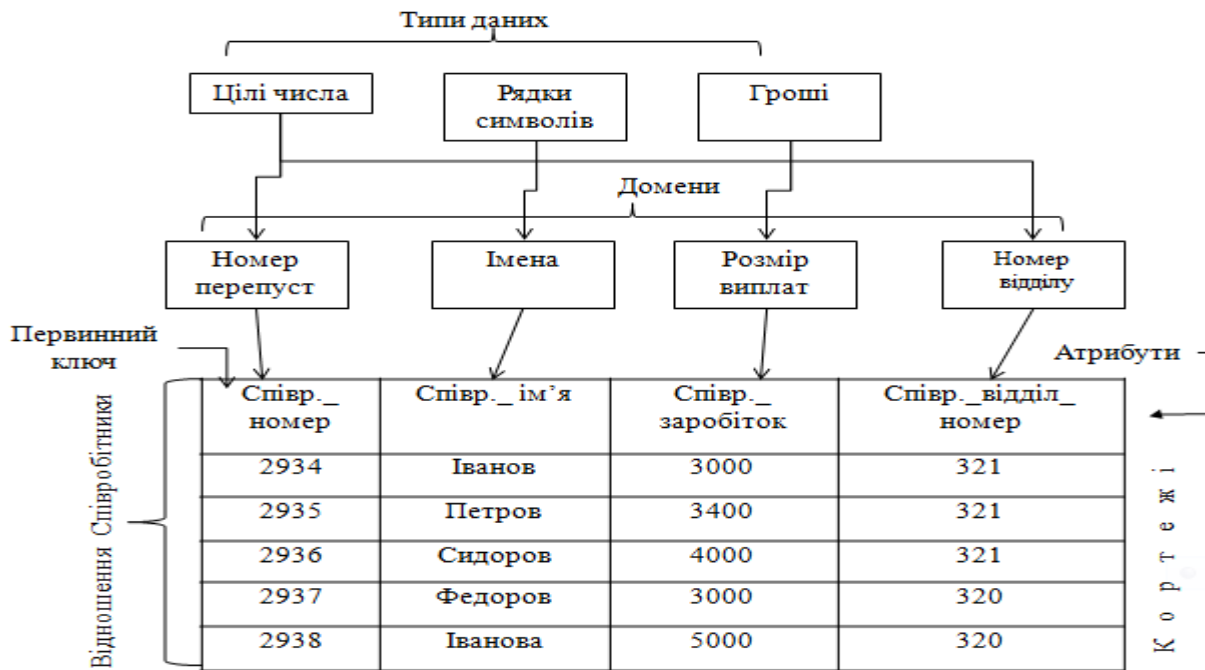 Типи даних
Цілі числа
Рядки
символів
Гроші
Домени
Номер
перепуст
Імена
Розмір
виплат
Номер
відділу
Первинний
ключ
Атрибути
Співр._
номер
Співр._ ім’я
Співр._
заробіток
Співр._відділ_
номер
2934 Іванов 3000 321
2935 Петров 3400 321
2936 Сидоров 4000 321
2937 Федоров 3000 320
2938 Іванова 5000 320
Відношення Співробітники
Кортежі